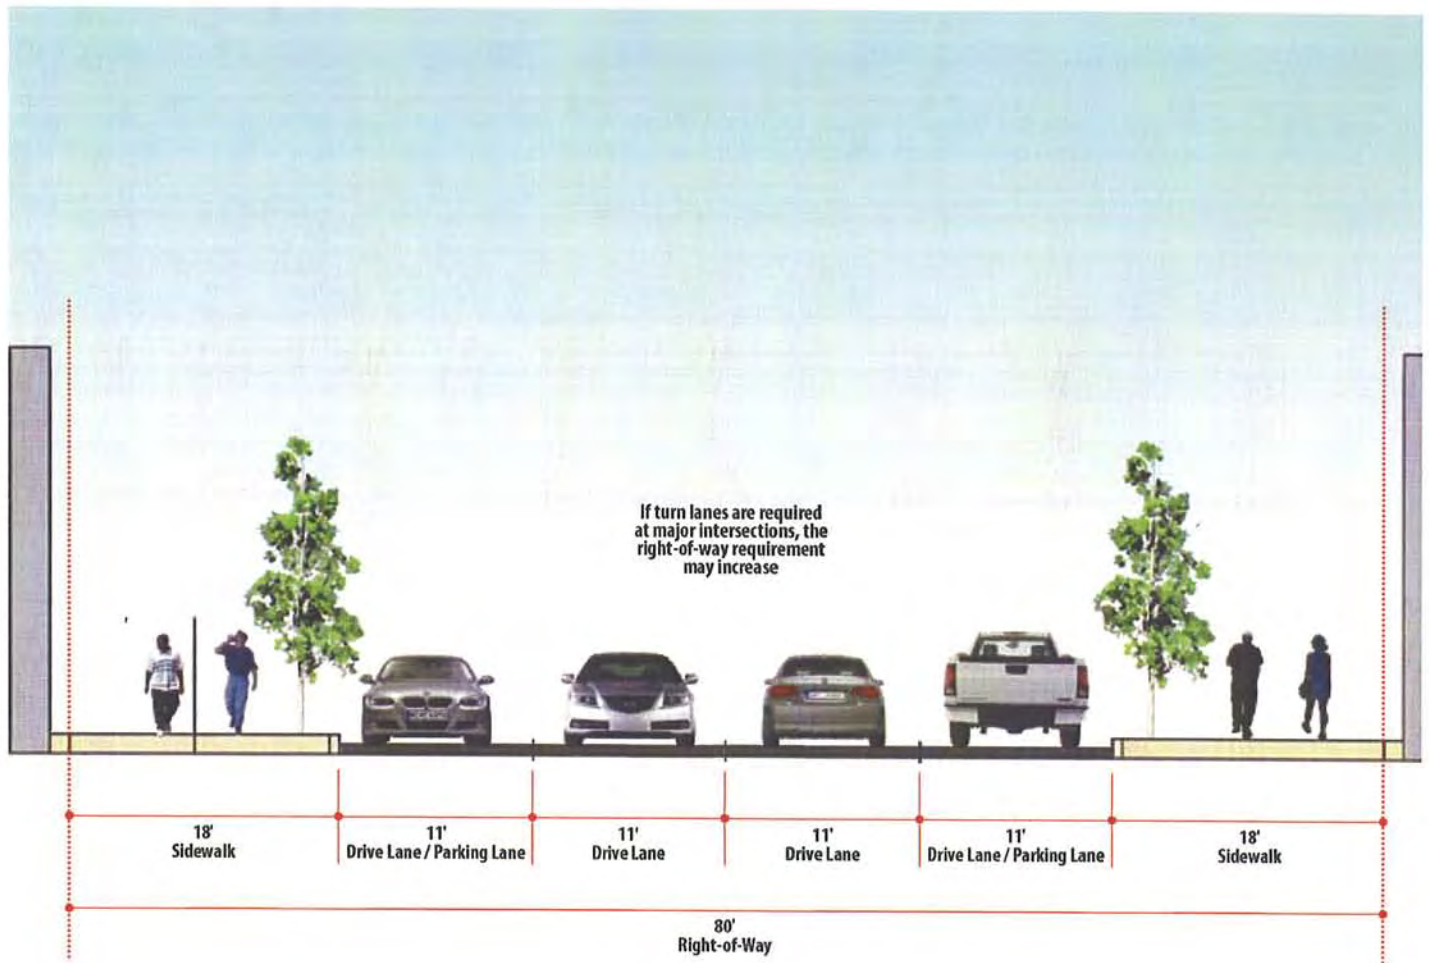 If turn lanes are required
at major intersections, the
right-of-way requirement
may increase
18'
Sidewalk
11'
Drive Lane / Parking Lane
11'
Drive Lane
11'
Drive Lane
11'
Drive Lane / Parking Lane
18'
Sidewalk
80'
Right-of-Way